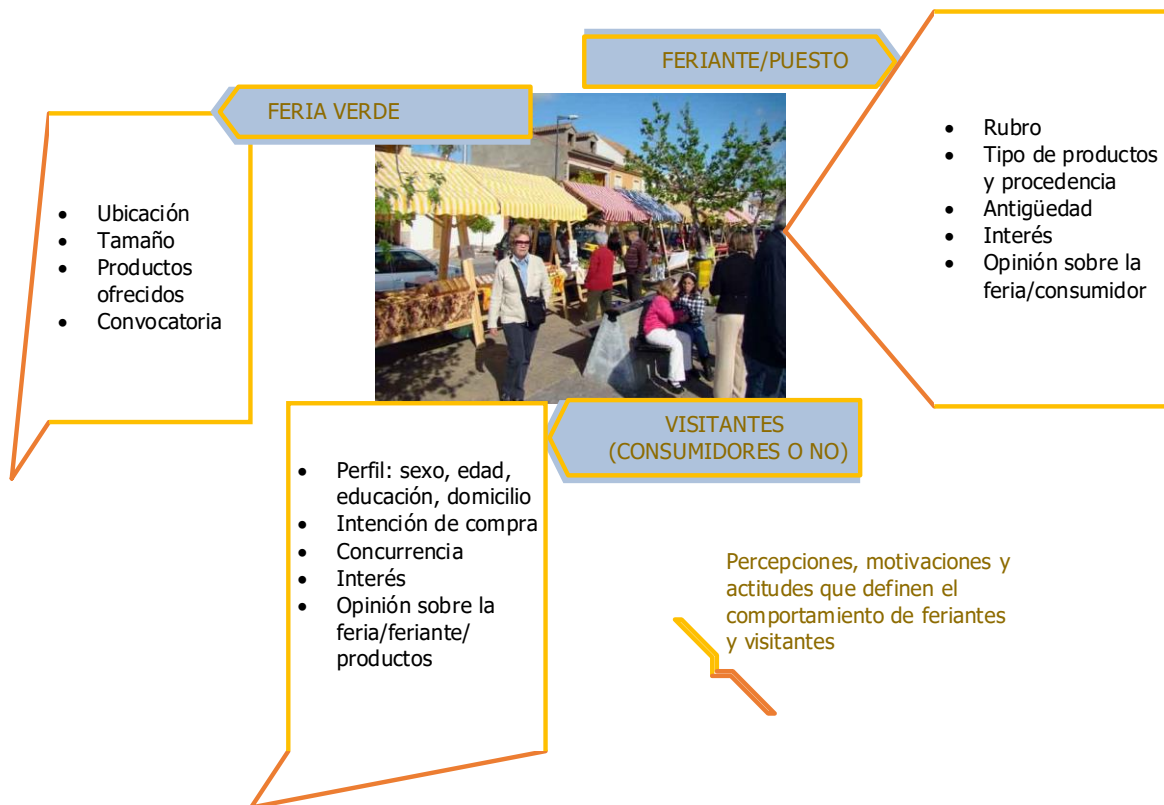 FERIANTE/PUESTO
FERIA VERDE
• Rubro
• Tipo de productos
y procedencia
• Antigüedad
• Interés
• Opinión sobre la
feria/consumidor
• Ubicación
• Tamaño
• Productos
ofrecidos
• Convocatoria
VISITANTES
(CONSUMIDORES O NO)
• Perfil: sexo, edad,
educación, domicilio
• Intención de compra
• Concurrencia
• Interés
• Opinión sobre la
feria/feriante/
productos
Percepciones, motivaciones y
actitudes que definen el
comportamiento de feriantes
y visitantes